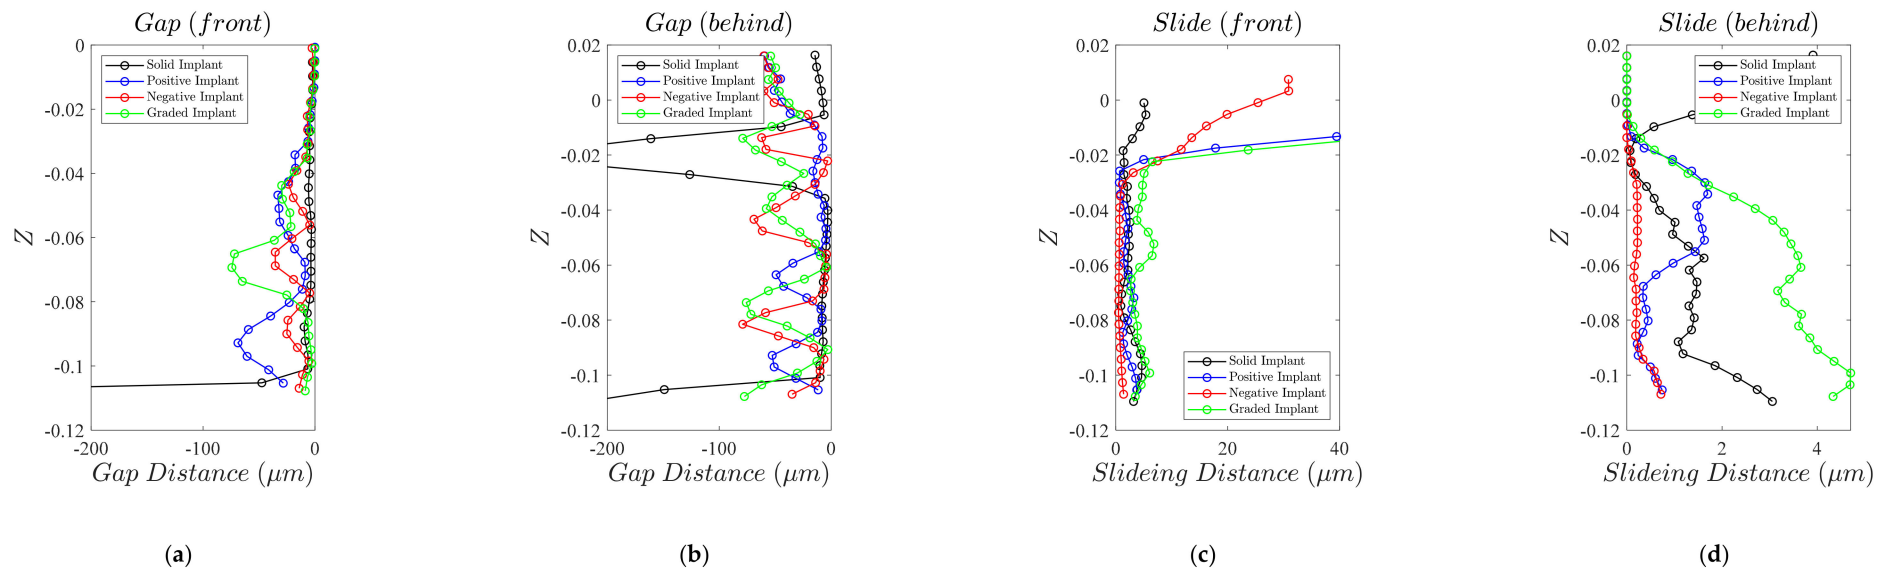 Gap (front)
0
-0.02
-0.04
-0.06
-0.08
-0.1
-0.12
Z
-200
-100
0
Gap Distance (μm)
Solid Implant
Positive Implant
Negative Implant
Graded Implant
(a)
Gap (behind)
0.02
0
-0.02
-0.04
-0.06
-0.08
-0.1
-0.12
Z
-200
-100
0
Gap Distance (μm)
Solid Implant
Positive Implant
Negative Implant
Graded Implant
(b)
Slide (front)
0.02
0
-0.02
-0.04
-0.06
-0.08
-0.1
-0.12
Z
0
20
40
Slideing Distance (μm)
Solid Implant
Positive Implant
Negative Implant
Graded Implant
(c)
Slide (behind)
0.02
0
-0.02
-0.04
-0.06
-0.08
-0.1
-0.12
Z
0
2
4
Slideing Distance (μm)
Solid Implant
Positive Implant
Negative Implant
Graded Implant
(d)